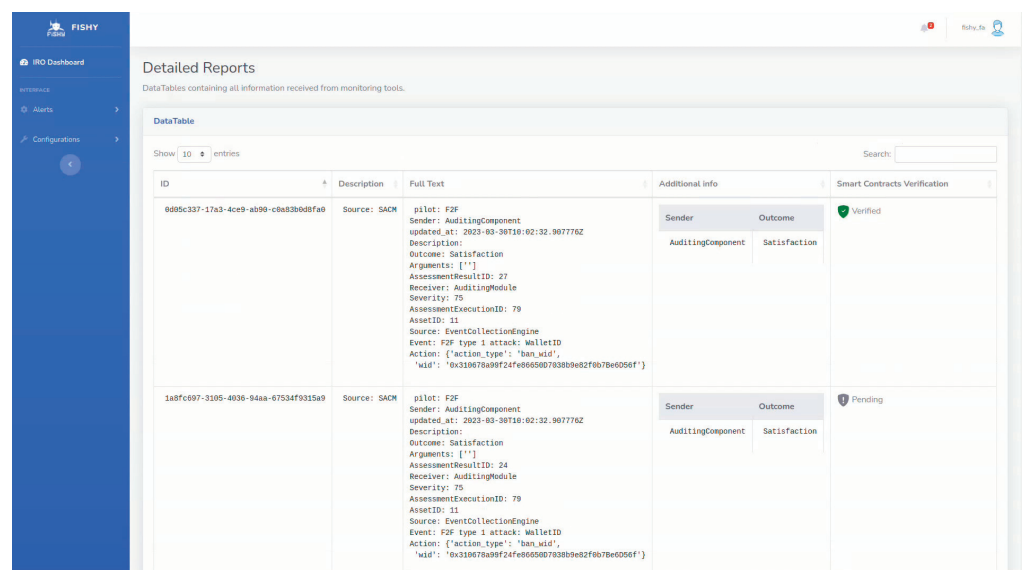 FISHY
FISHY
2
fishy_fa
IRO Dashboard
INTERFACE
Alerts
Configurations
Detailed Reports
DataTables containing all information received from monitoring tools.
DataTable
Show 10 entries
Search:
ID Description Full Text Additional info Smart Contracts Verification
0d05c337-17a3-4ce9-ab90-c0a83b0d8fa0 Source: SACM
pilot: F2F
Sender: AuditingComponent
updated_at: 2023-03-30T10:02:32.907776Z
Description:
Outcome: Satisfaction
Arguments: ['']
AssessmentResultID: 27
Receiver: AuditingModule
Severity: 75
AssessmentExecutionID: 79
AssetID: 11
Source: EventCollectionEngine
Event: F2F type 1 attack: WalletID
Action: {'action_type': 'ban_wid',
'wid': '0x310678a99f24fe86650D7038b9e82f0b7Be6D56f'}
Sender Outcome
AuditingComponent Satisfaction
Verified
1a8fc697-3105-4036-94aa-67534f9315a9 Source: SACM
pilot: F2F
Sender: AuditingComponent
updated_at: 2023-03-30T10:02:32.907776Z
Description:
Outcome: Satisfaction
Arguments: ['']
AssessmentResultID: 24
Receiver: AuditingModule
Severity: 75
AssessmentExecutionID: 79
AssetID: 11
Source: EventCollectionEngine
Event: F2F type 1 attack: WalletID
Action: {'action_type': 'ban_wid',
'wid': '0x310678a99f24fe86650D7038b9e82f0b7Be6D56f'}
Sender Outcome
AuditingComponent Satisfaction
Pending